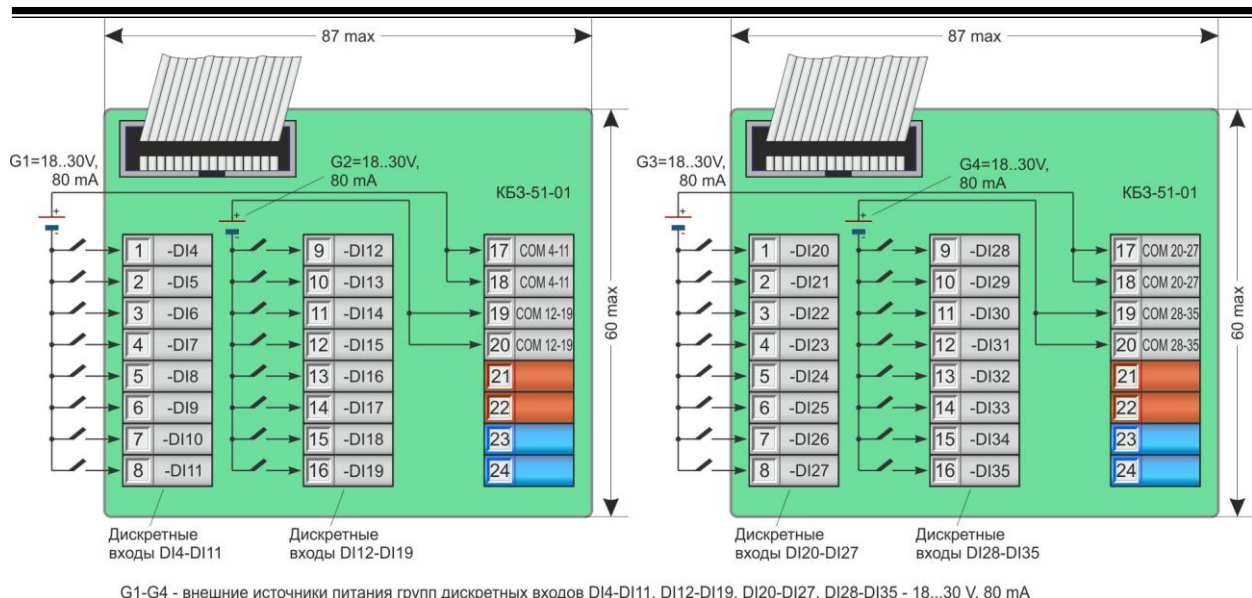 87 max
87 max
G1=18..30V,
80 mA
G2=18..30V,
80 mA
КБЗ-51-01
G3=18..30V,
80 mA
G4=18..30V,
80 mA
КБЗ-51-01
+
-
+
-
+
-
+
-
1 -DI4
2 -DI5
3 -DI6
4 -DI7
5 -DI8
6 -DI9
7 -DI10
8 -DI11
9 -DI12
10 -DI13
11 -DI14
12 -DI15
13 -DI16
14 -DI17
15 -DI18
16 -DI19
17 COM 4-11
18 COM 4-11
19 COM 12-19
20 COM 12-19
21
22
23
24
60 max
1 -DI20
2 -DI21
3 -DI22
4 -DI23
5 -DI24
6 -DI25
7 -DI26
8 -DI27
9 -DI28
10 -DI29
11 -DI30
12 -DI31
13 -DI32
14 -DI33
15 -DI34
16 -DI35
17 COM 20-27
18 COM 20-27
19 COM 28-35
20 COM 28-35
21
22
23
24
60 max
Дискретные
входы DI4-DI11
Дискретные
входы DI12-DI19
Дискретные
входы DI20-DI27
Дискретные
входы DI28-DI35
G1-G4 - внешние источники питания групп дискретных входов DI4-DI11, DI12-DI19, DI20-DI27, DI28-DI35 - 18...30 V, 80 mA